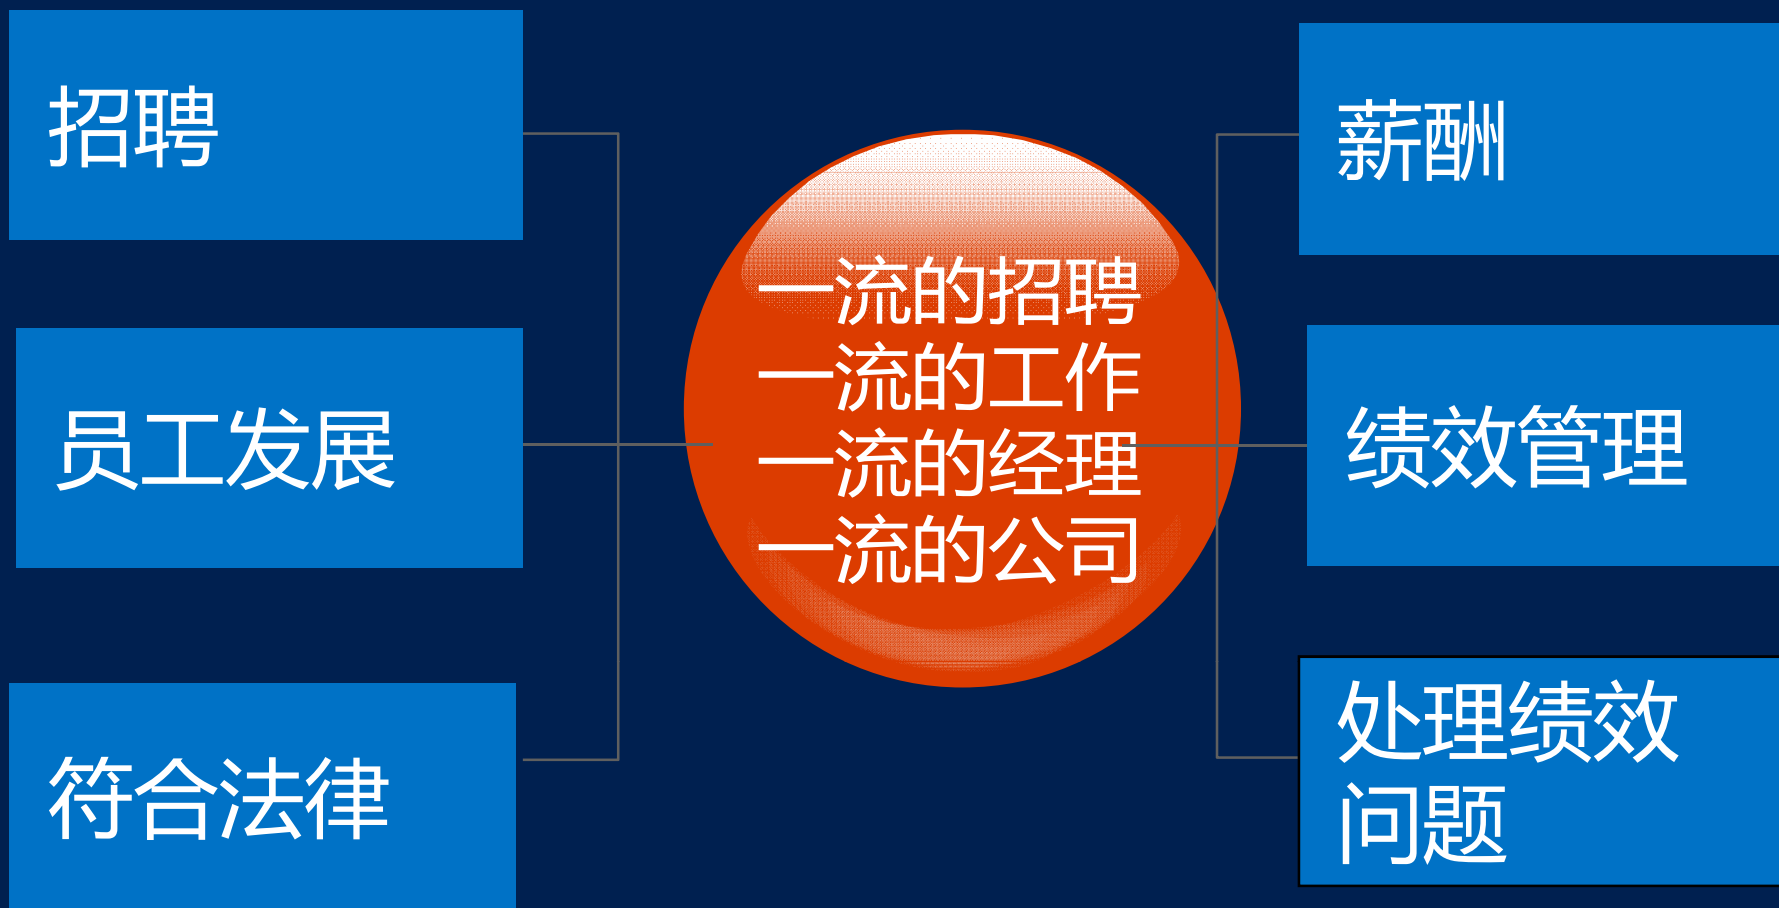 招聘
员工发展
符合法律
一流的招聘
一流的工作
一流的经理
一流的公司
薪酬
绩效管理
处理绩效
问题